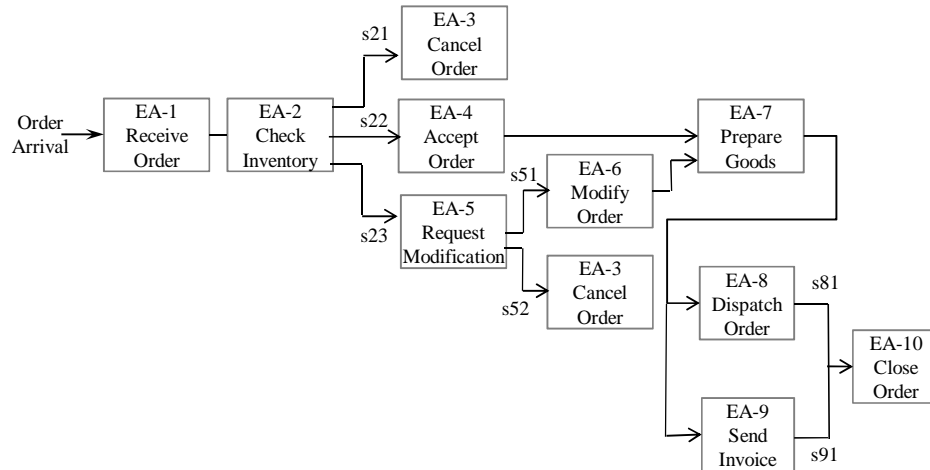 Order
Arrival
EA-1
Receive
Order
EA-2
Check
Inventory
s21
EA-3
Cancel
Order
s22
EA-4
Accept
Order
s23
EA-5
Request
Modification
s51
EA-6
Modify
Order
s52
EA-3
Cancel
Order
EA-7
Prepare
Goods
EA-8
Dispatch
Order
s81
EA-9
Send
Invoice
s91
EA-10
Close
Order